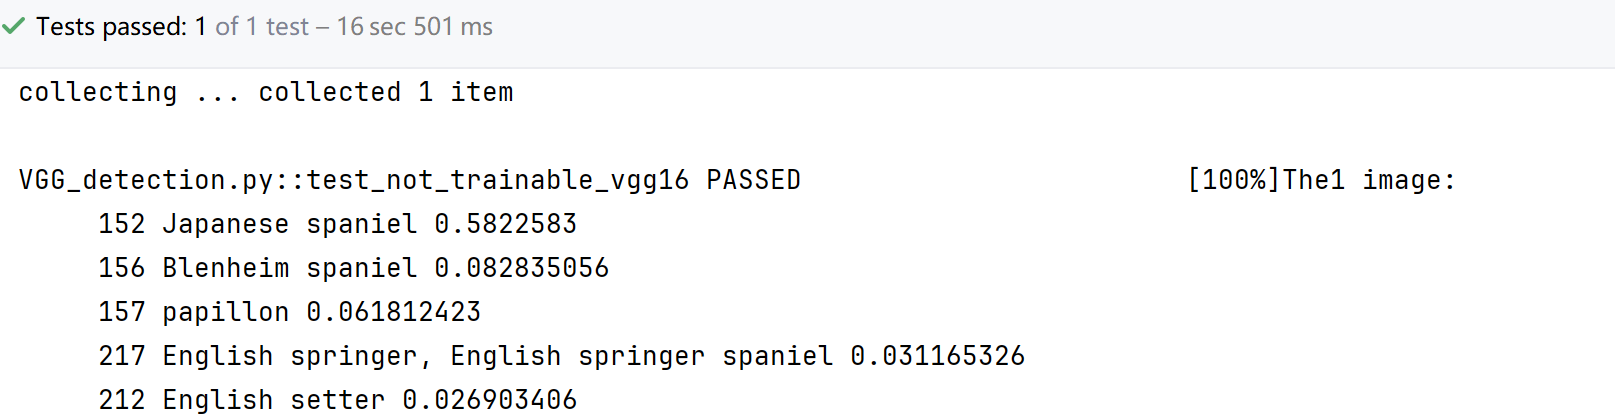 Tests passed: 1 of 1 test – 16 sec 501 ms
collecting ... collected 1 item
VGG_detection.py::test_not_trainable_vgg16 PASSED [100%]The1 image:
152 Japanese spaniel 0.5822583
156 Blenheim spaniel 0.082835056
157 papillon 0.061812423
217 English springer, English springer spaniel 0.031165326
212 English setter 0.026903406